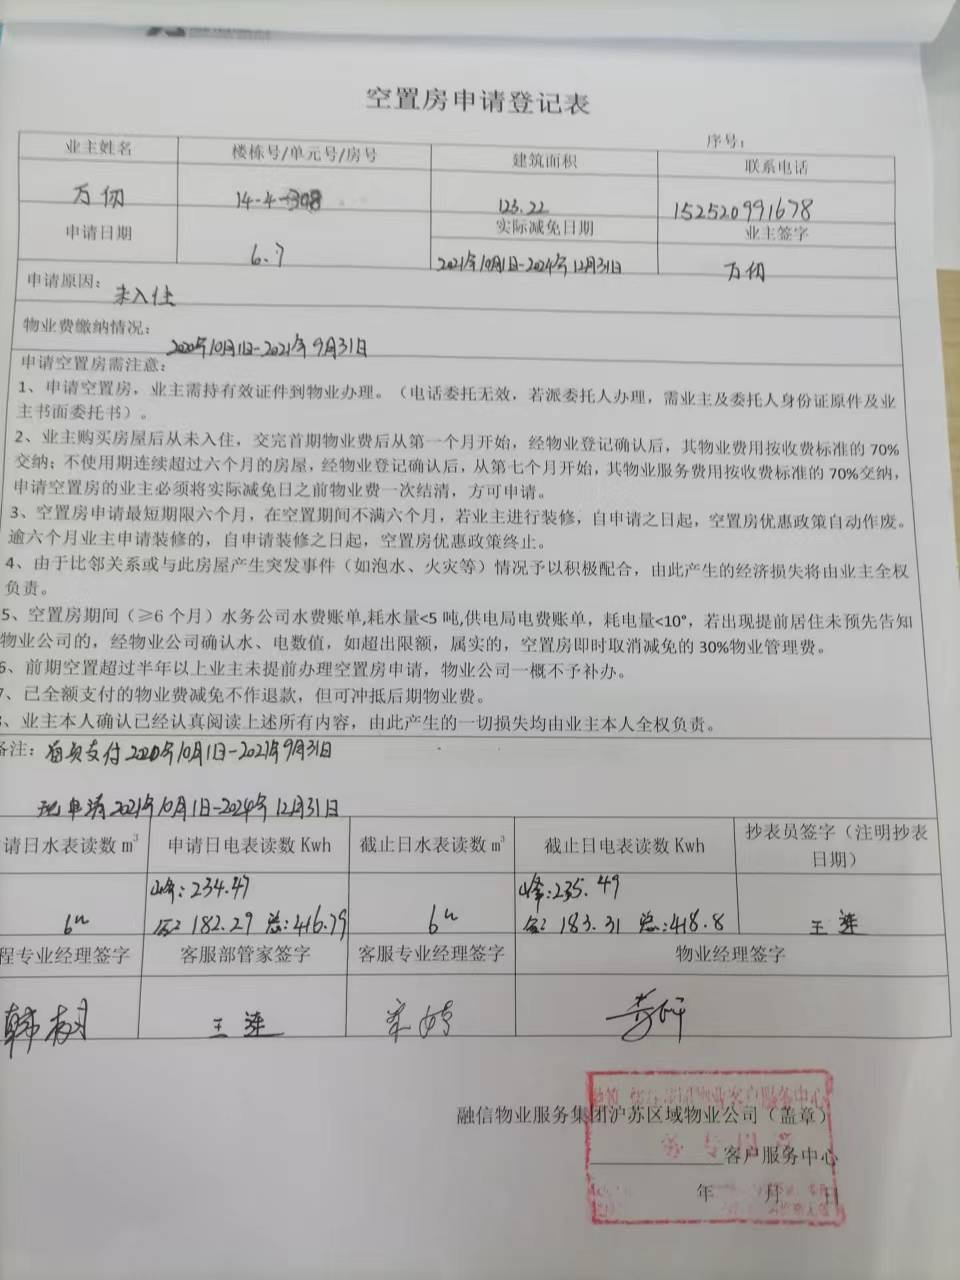 空置房申请登记表
序号：
业主姓名 楼栋号/单元号/房号 建筑面积 联系电话
万仞 14-4- 123.22 152520991678
申请日期 实际减免日期 业主签字
6.7 2021年10月1日-2024年12月31日 万仞
申请原因： 未入住
物业费缴纳情况： 2020年10月1日-2021年9月31日
申请空置房需注意：
1、申请空置房，业主需持有效证件到物业办理。（电话委托无效，若派委托人办理，需业主及委托人身份证原件及业
主书面委托书）。
2、业主购买房屋后从未入住，交完首期物业费后从第一个月开始，经物业登记确认后，其物业费用按收费标准的70%
交纳；不使用期连续超过六个月的房屋，经物业登记确认后，从第七个月开始，其物业服务费用按收费标准的70%交纳，
申请空置房的业主必须将实际减免日之前物业费一次结清，方可申请。
3、空置房申请最短期限六个月，在空置期间不满六个月，若业主进行装修，自申请之日起，空置房优惠政策自动作废。
逾六个月业主申请装修的，自申请装修之日起，空置房优惠政策终止。
4、由于比邻关系或与此房屋产生突发事件（如泡水、火灾等）情况予以积极配合，由此产生的经济损失将由业主全权
负责。
5、空置房期间（≥6个月）水务公司水费账单,耗水量<5吨,供电局电费账单，耗电量<10°，若出现提前居住未预先告知
物业公司的，经物业公司确认水、电数值，如超出限额，属实的，空置房即时取消减免的30%物业管理费。
6、前期空置超过半年以上业主未提前办理空置房申请，物业公司一概不予补办。
、已全额支付的物业费减免不作退款，但可冲抵后期物业费。
、业主本人确认已经认真阅读上述所有内容，由此产生的一切损失均由业主本人全权负责。
备注： 首次支付2020年10月1日-2021年9月31日
现申请2021年10月1日-2024年12月31日
请日水表读数m³ 申请日电表读数Kwh 截止日水表读数m³ 截止日电表读数Kwh 抄表员签字（注明抄表
日期）
峰：234.47 峰：235.49
谷：182.29 总：416.79 谷：183.31 总：418.8 王莲
程专业经理签字 客服部管家签字 客服专业经理签字 物业经理签字
王莲
融信物业服务集团沪苏区域物业公司（盖章）
客户服务中心
年 月 日